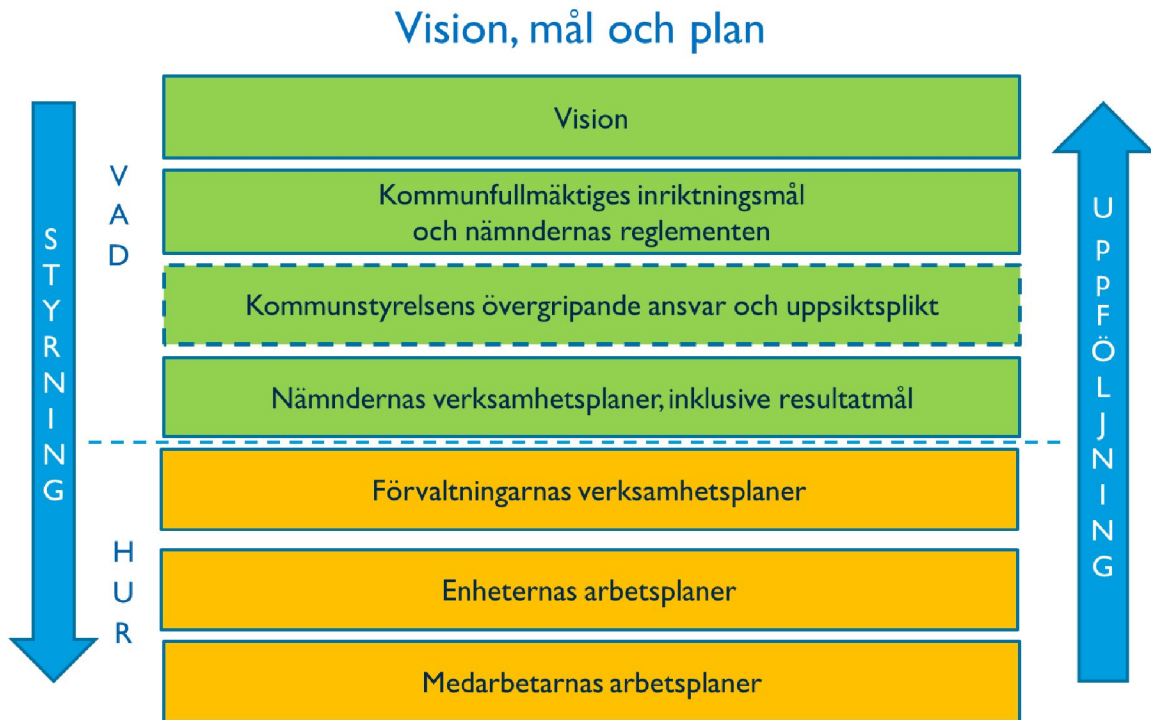 Vision, mål och plan
STYRNING
VAD
HUR
Vision
Kommunfullmäktiges inriktningsmål
och nämndernas reglementen
Kommunstyrelsens övergripande ansvar och uppsiktsplikt
Nämndernas verksamhetsplaner, inklusive resultatmål
Förvaltningarnas verksamhetsplaner
Enheternas arbetsplaner
Medarbetarnas arbetsplaner
UPPFÖLJNING